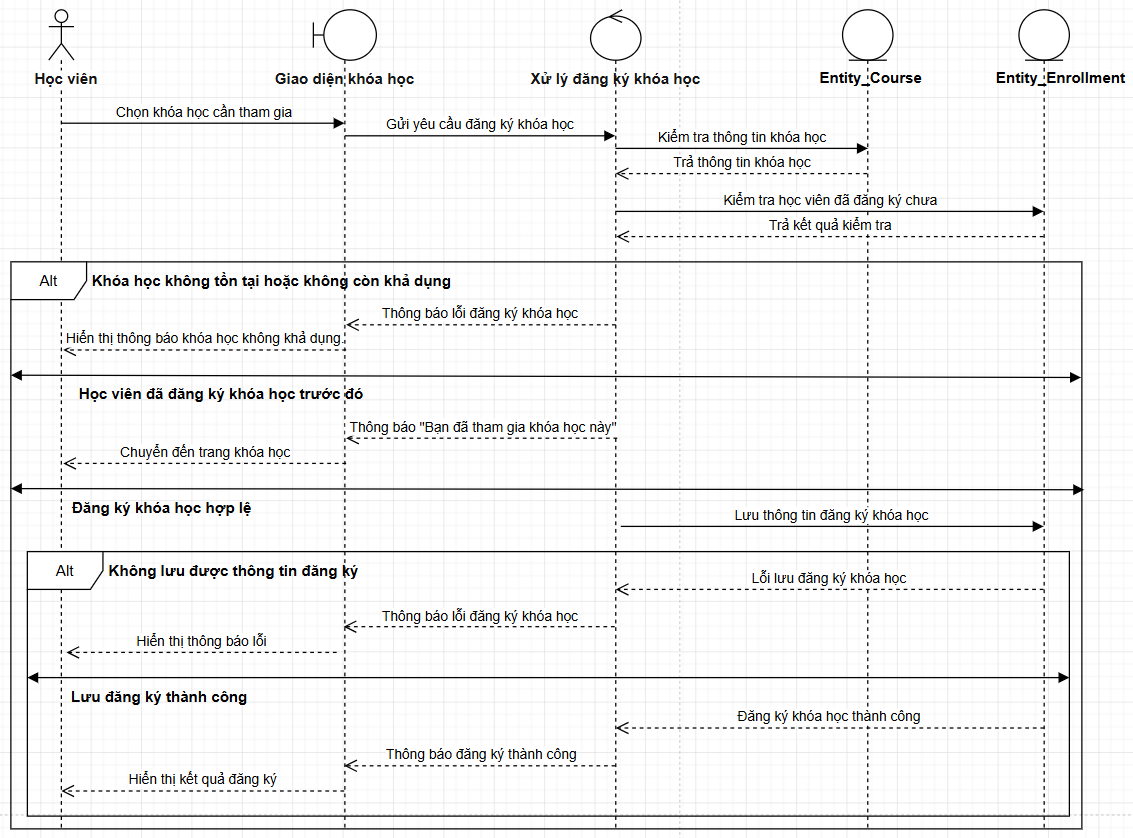 Học viên
Giao diện khóa học
Xử lý đăng ký khóa học
Entity_Course
Entity_Enrollment
Chọn khóa học cần tham gia
Gửi yêu cầu đăng ký khóa học
Kiểm tra thông tin khóa học
Trả thông tin khóa học
Kiểm tra học viên đã đăng ký chưa
Trả kết quả kiểm tra
Alt
Khóa học không tồn tại hoặc không còn khả dụng
Thông báo lỗi đăng ký khóa học
Hiển thị thông báo khóa học không khả dụng.
Học viên đã đăng ký khóa học trước đó
Thông báo "Bạn đã tham gia khóa học này"
Chuyển đến trang khóa học
Đăng ký khóa học hợp lệ
Lưu thông tin đăng ký khóa học
Alt
Không lưu được thông tin đăng ký
Lỗi lưu đăng ký khóa học
Thông báo lỗi đăng ký khóa học
Hiển thị thông báo lỗi
Lưu đăng ký thành công
Đăng ký khóa học thành công
Thông báo đăng ký thành công
Hiển thị kết quả đăng ký